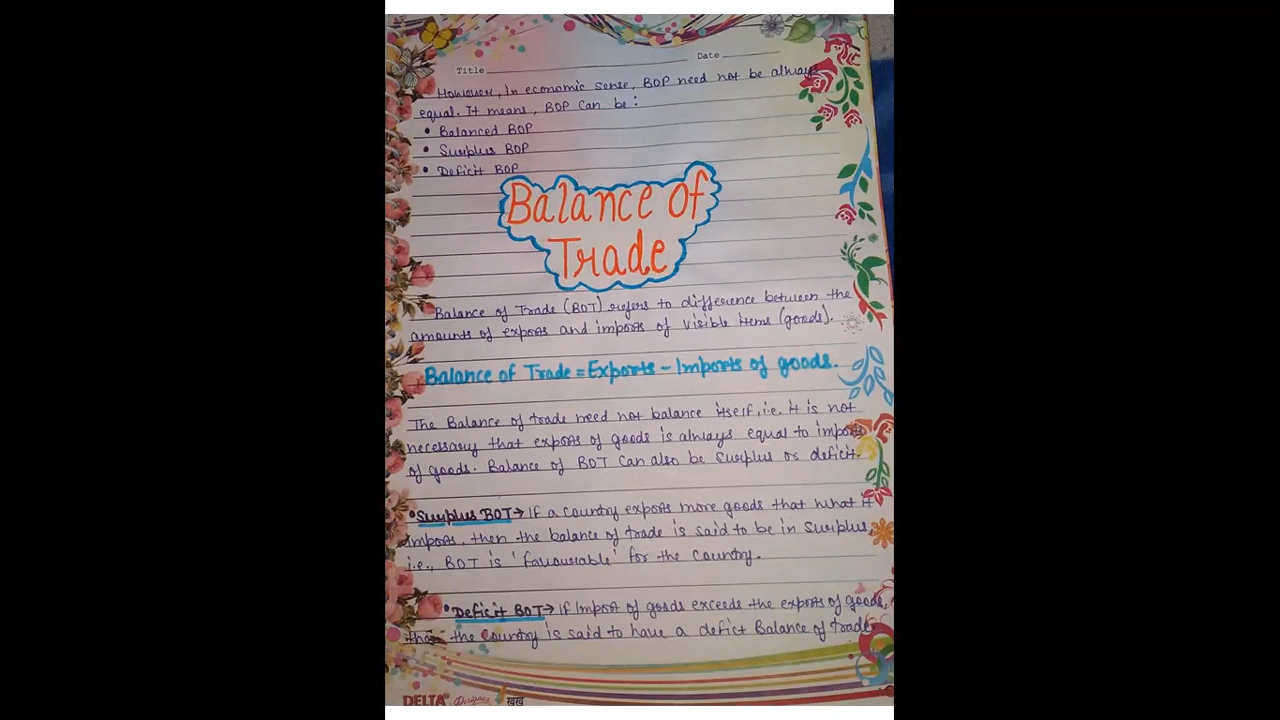 Title Date
However, in economic sense, BOP need not be always
equal. It means, BOP can be:
• Balanced BOP
• Surplus BOP
• Deficit BOP
Balance of
Trade
Balance of Trade (BOT) refers to difference between the
amounts of exports and imports of visible items (goods).
Balance of Trade = Exports - Imports of goods.
The Balance of trade need not balance itself, i.e. it is not
necessary that exports of goods is always equal to imports
of goods. Balance of BOT can also be surplus or deficit.
• Surplus BOT → If a country exports more goods that what it
imports, then the balance of trade is said to be in surplus,
i.e., BOT is 'favourable' for the country.
• Deficit BOT → If import of goods exceeds the exports of goods,
then the country is said to have a deficit Balance of trade.
DELTA Designer खुख